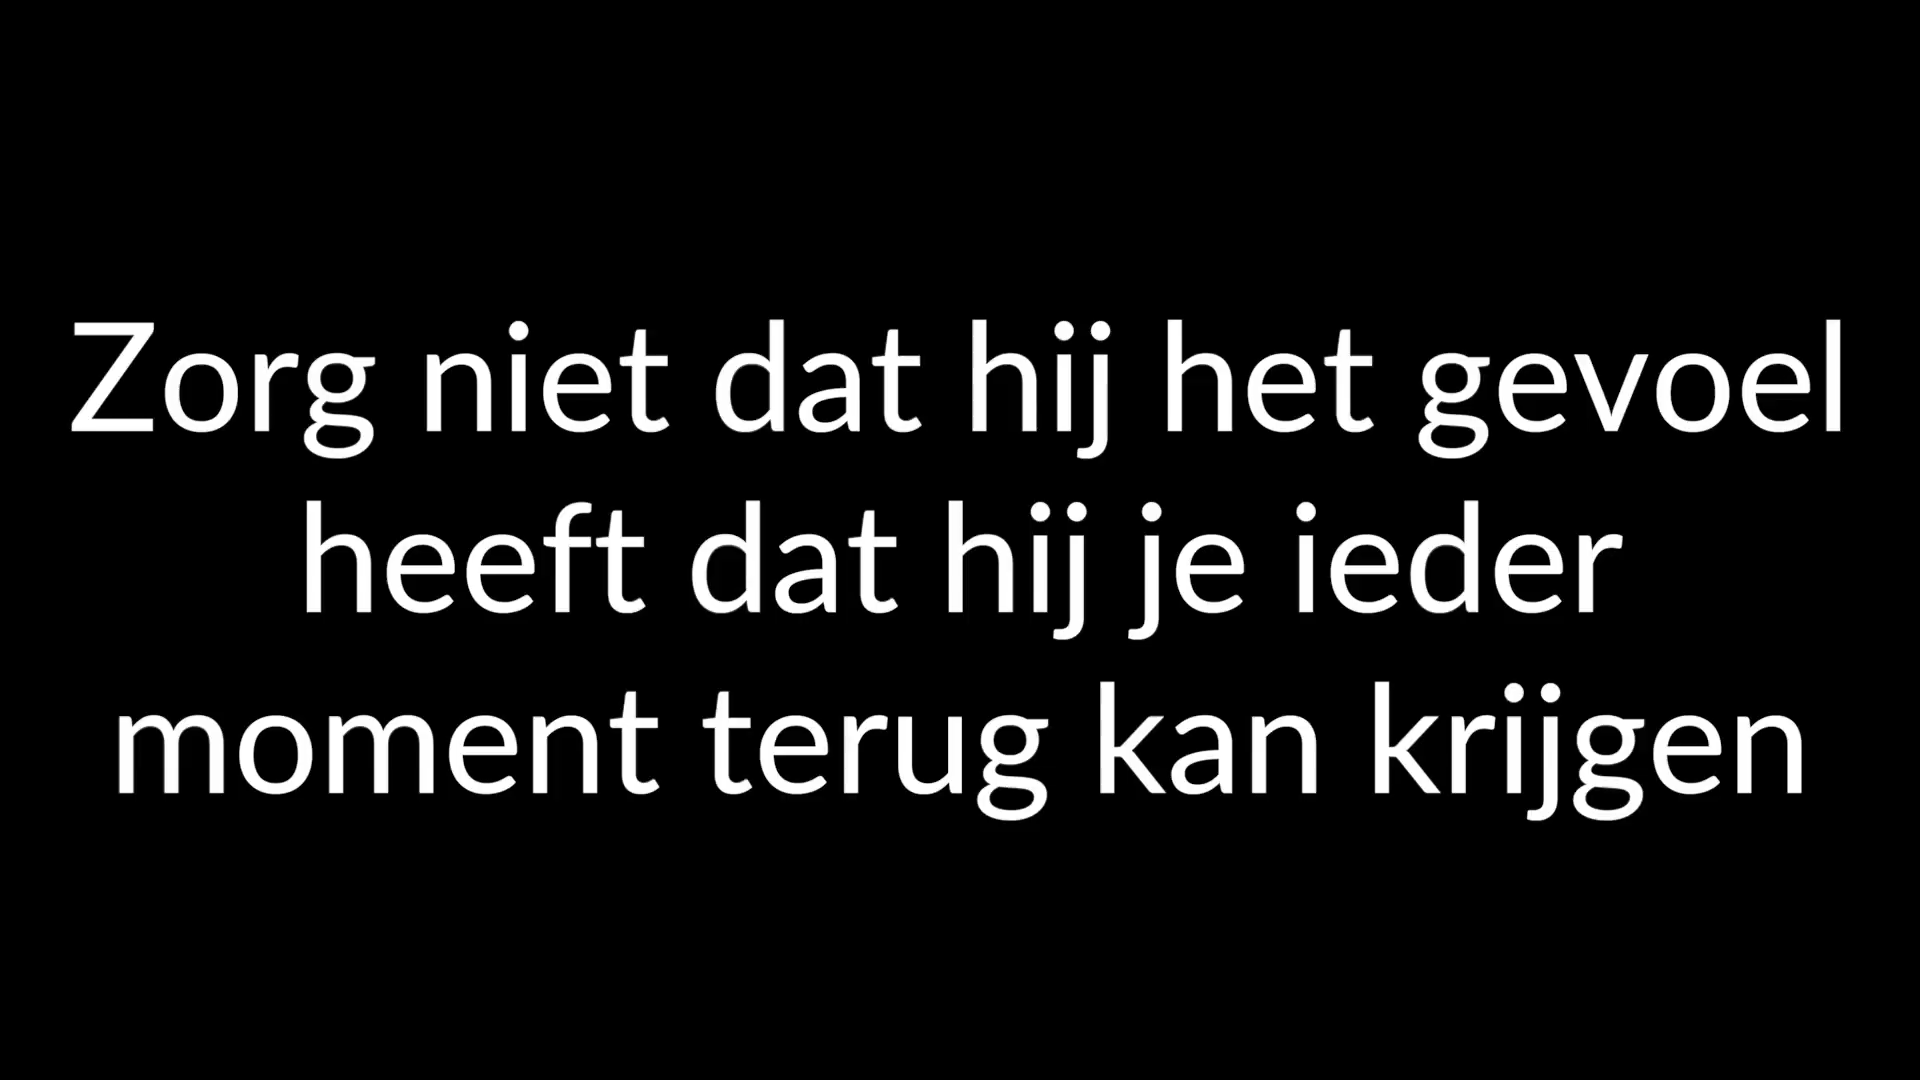 Zorg niet dat hij het gevoel
heeft dat hij je ieder
moment terug kan krijgen